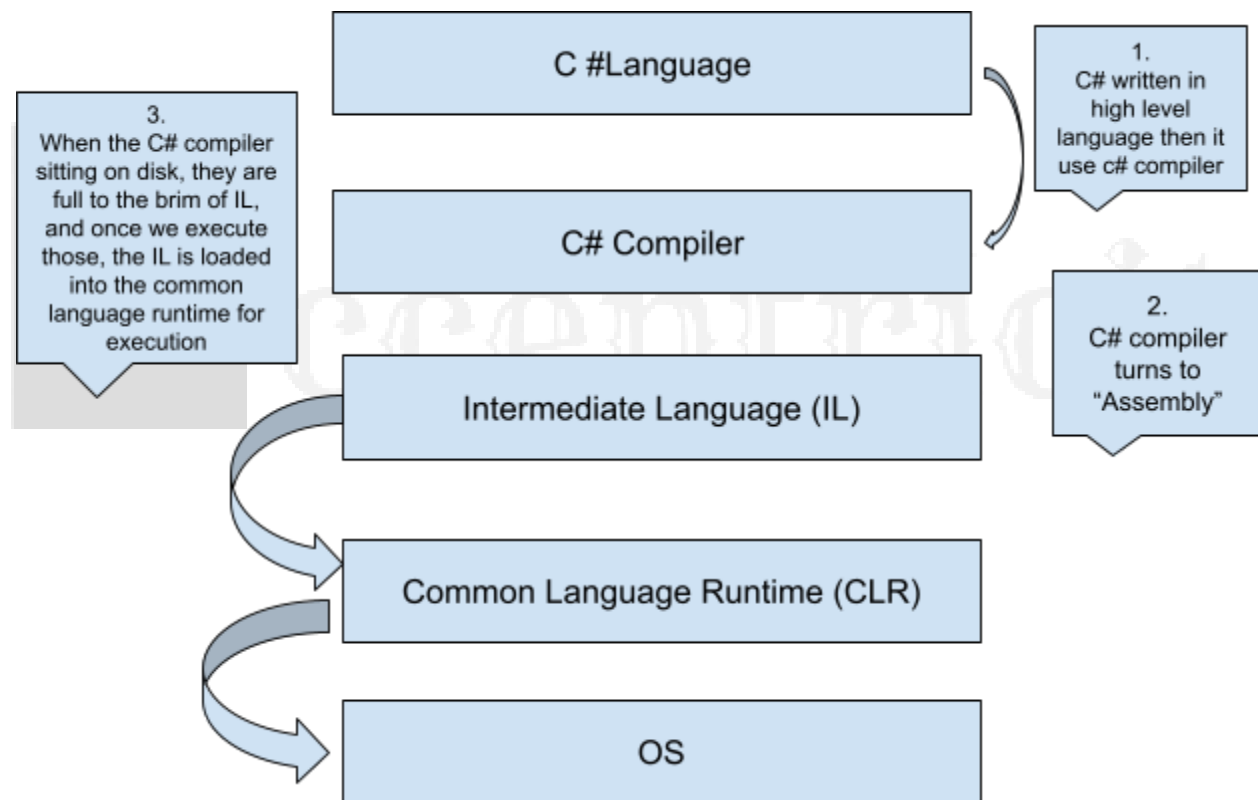 C #Language
1.
C# written in
high level
language then it
use c# compiler
3.
When the C# compiler
sitting on disk, they are
full to the brim of IL,
and once we execute
those, the IL is loaded
into the common
language runtime for
execution
C# Compiler
2.
C# compiler
turns to
“Assembly”
Intermediate Language (IL)
Common Language Runtime (CLR)
OS